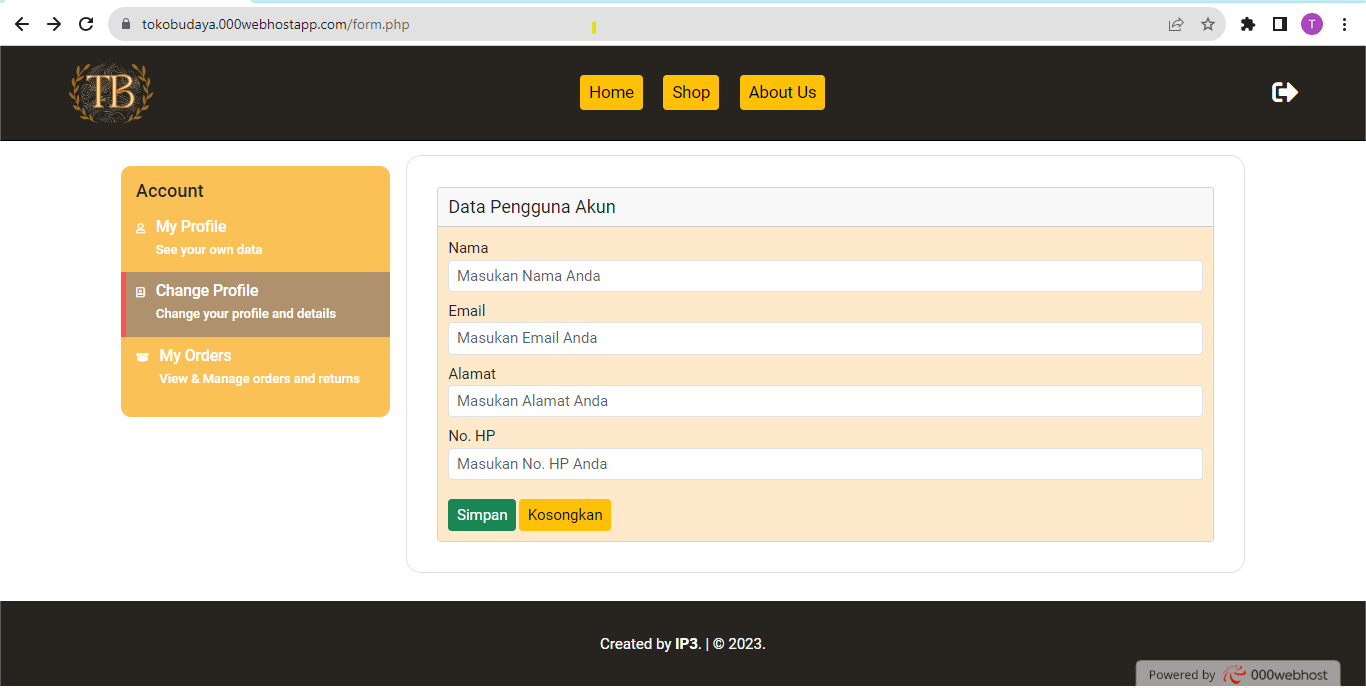 tokobudaya.000webhostapp.com/form.php
T
TB
Home
Shop
About Us
Account
My Profile
See your own data
Change Profile
Change your profile and details
My Orders
View & Manage orders and returns
Data Pengguna Akun
Nama
Masukan Nama Anda
Email
Masukan Email Anda
Alamat
Masukan Alamat Anda
No. HP
Masukan No. HP Anda
Simpan
Kosongkan
Created by IP3. | © 2023.
Powered by 000webhost